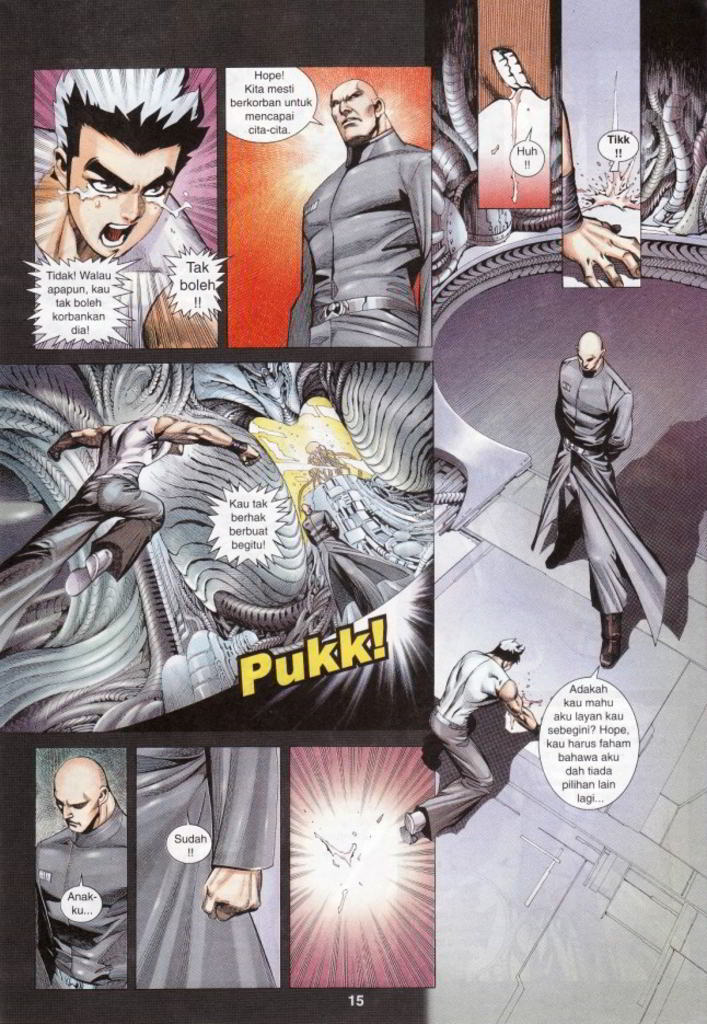 Hope!
Kita mesti
berkorban untuk
mencapai
cita-cita.
Tidak! Walau
apapun, kau
tak boleh
korbankan
dia!
Tak
boleh
!!
Kau tak
berhak
berbuat
begitu!
Pukk!
Anak-
ku...
Sudah
!!
Huh
!!
Tikk
!!
Adakah
kau mahu
aku layan kau
sebegini? Hope,
kau harus faham
bahawa aku
dah tiada
pilihan lain
lagi...
15